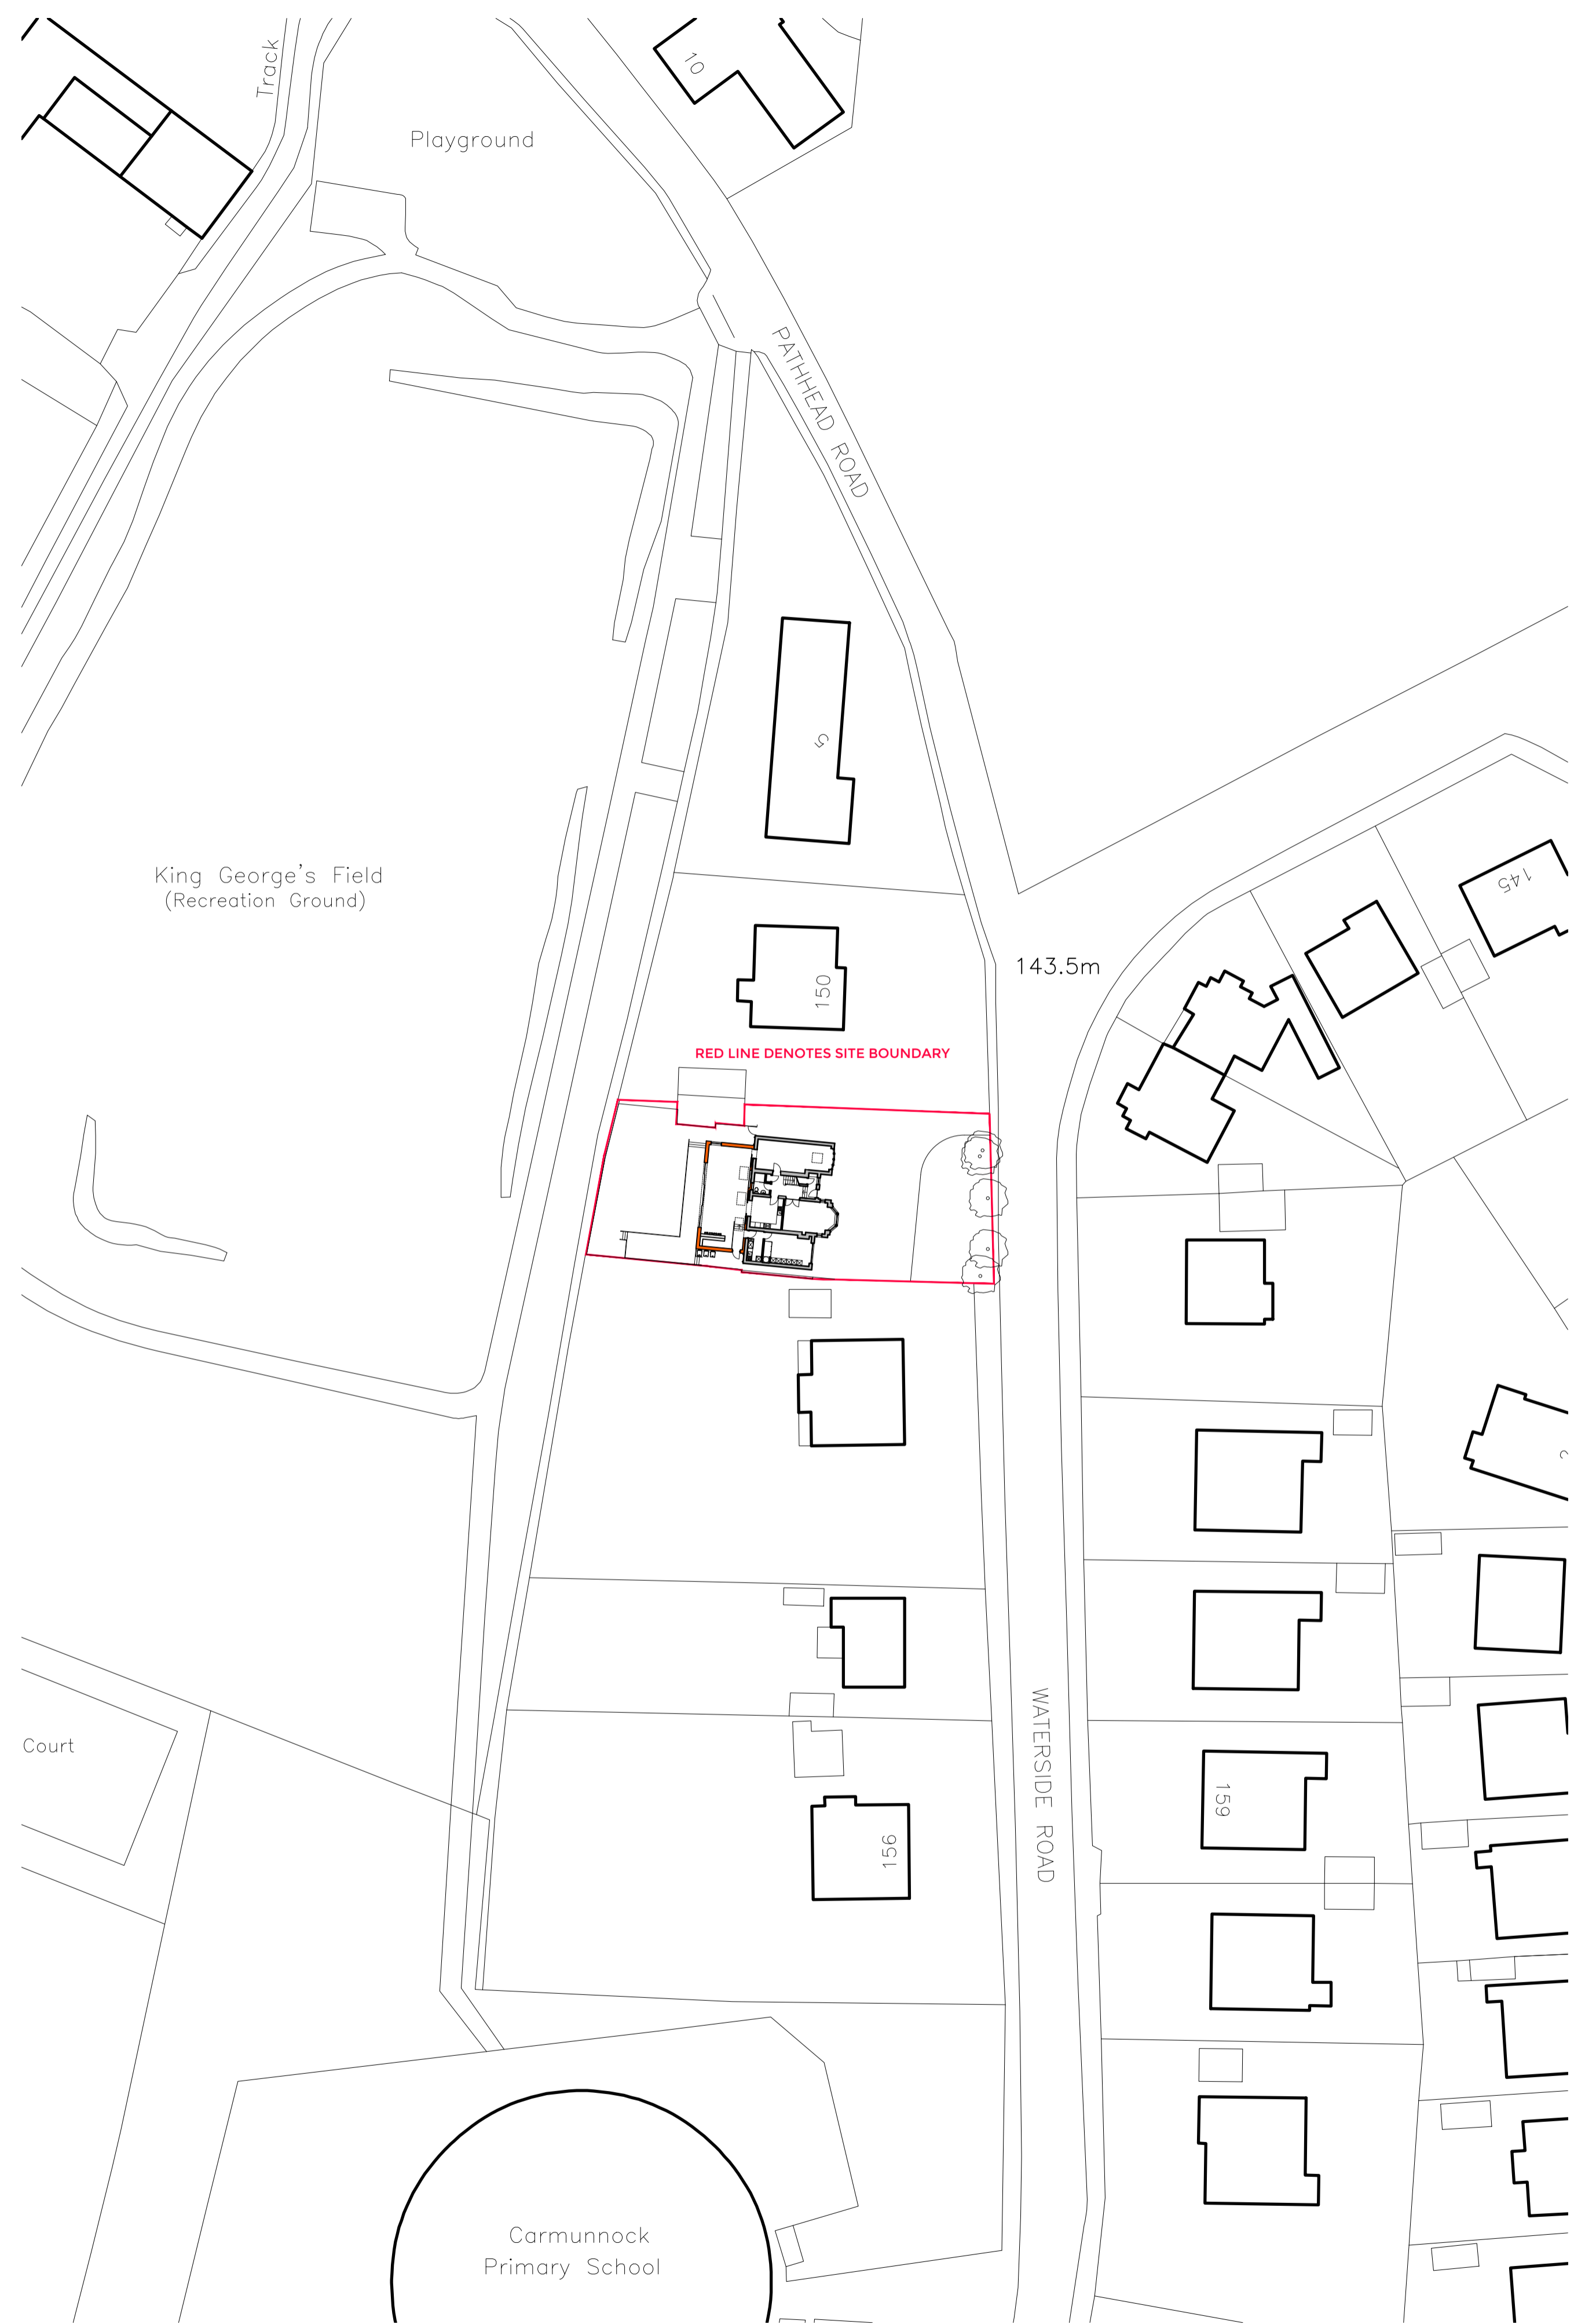 Track
10
Playground
PATHHEAD ROAD
5
King George's Field
(Recreation Ground)
145
143.5m
150
RED LINE DENOTES SITE BOUNDARY
WATERSIDE ROAD
Court
159
156
Carmunnock
Primary School